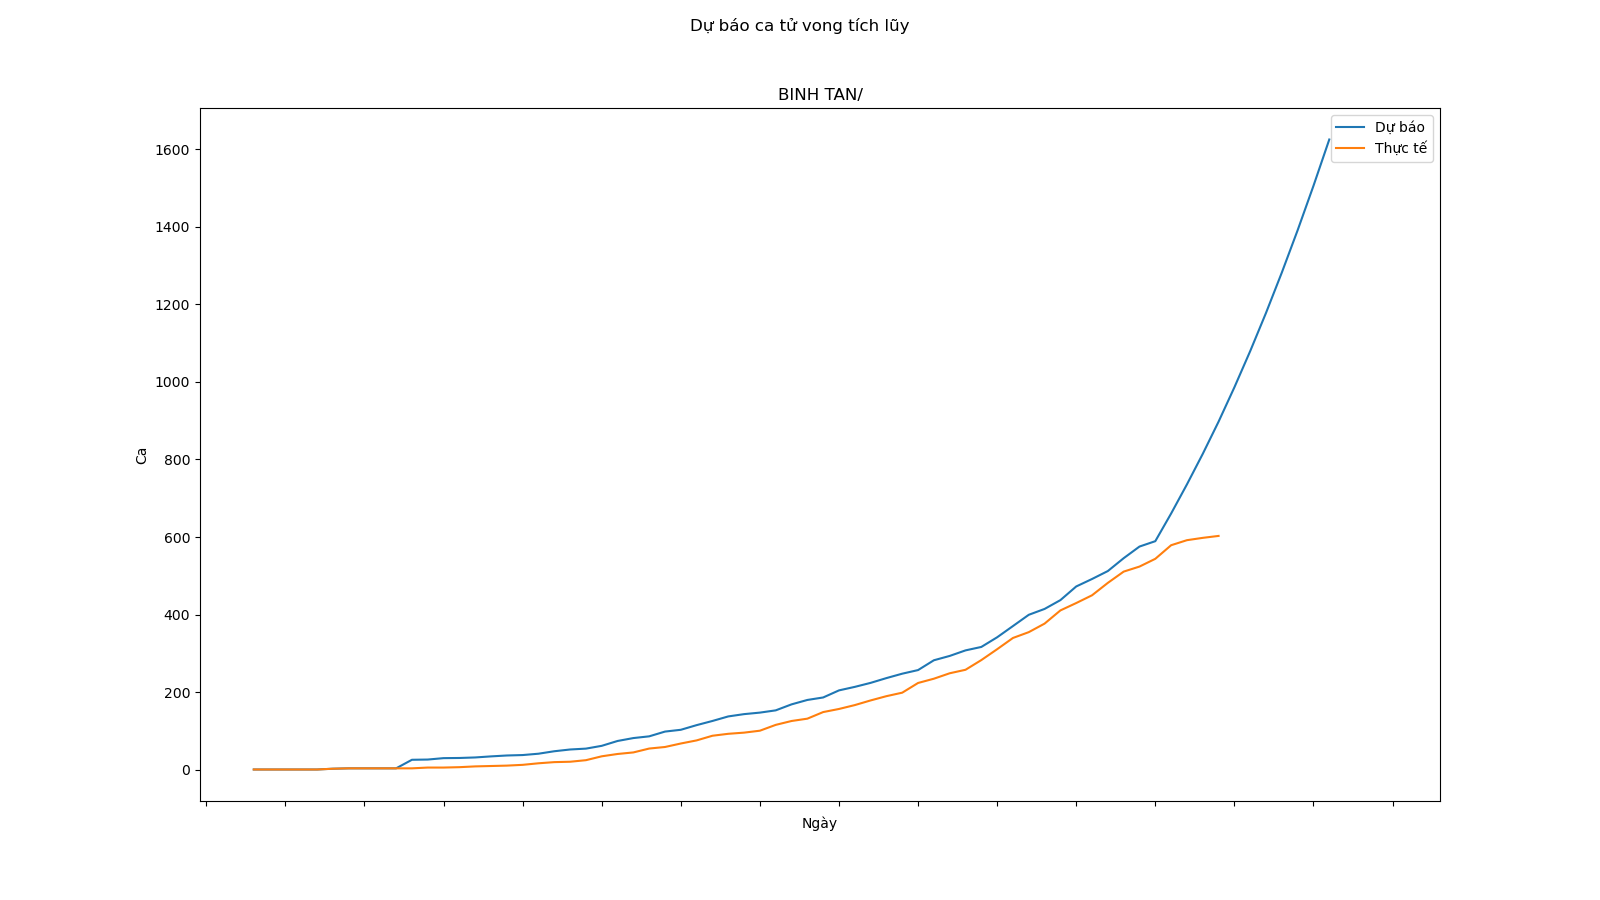 Dự báo ca tử vong tích lũy
BINH TAN/
Dự báo
Thực tế
1600
1400
1200
1000
800
600
400
200
0
Ca
Ngày